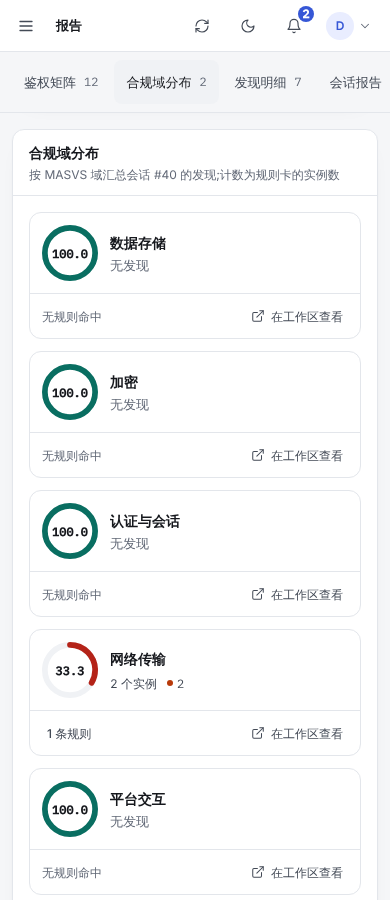 报告
2
D
鉴权矩阵 12
合规域分布 2
发现明细 7
会话报告
合规域分布
按 MASVS 域汇总会话 #40 的发现;计数为规则卡的实例数
100.0
数据存储
无发现
无规则命中
在工作区查看
100.0
加密
无发现
无规则命中
在工作区查看
100.0
认证与会话
无发现
无规则命中
在工作区查看
33.3
网络传输
2 个实例 2
1 条规则
在工作区查看
100.0
平台交互
无发现
无规则命中
在工作区查看